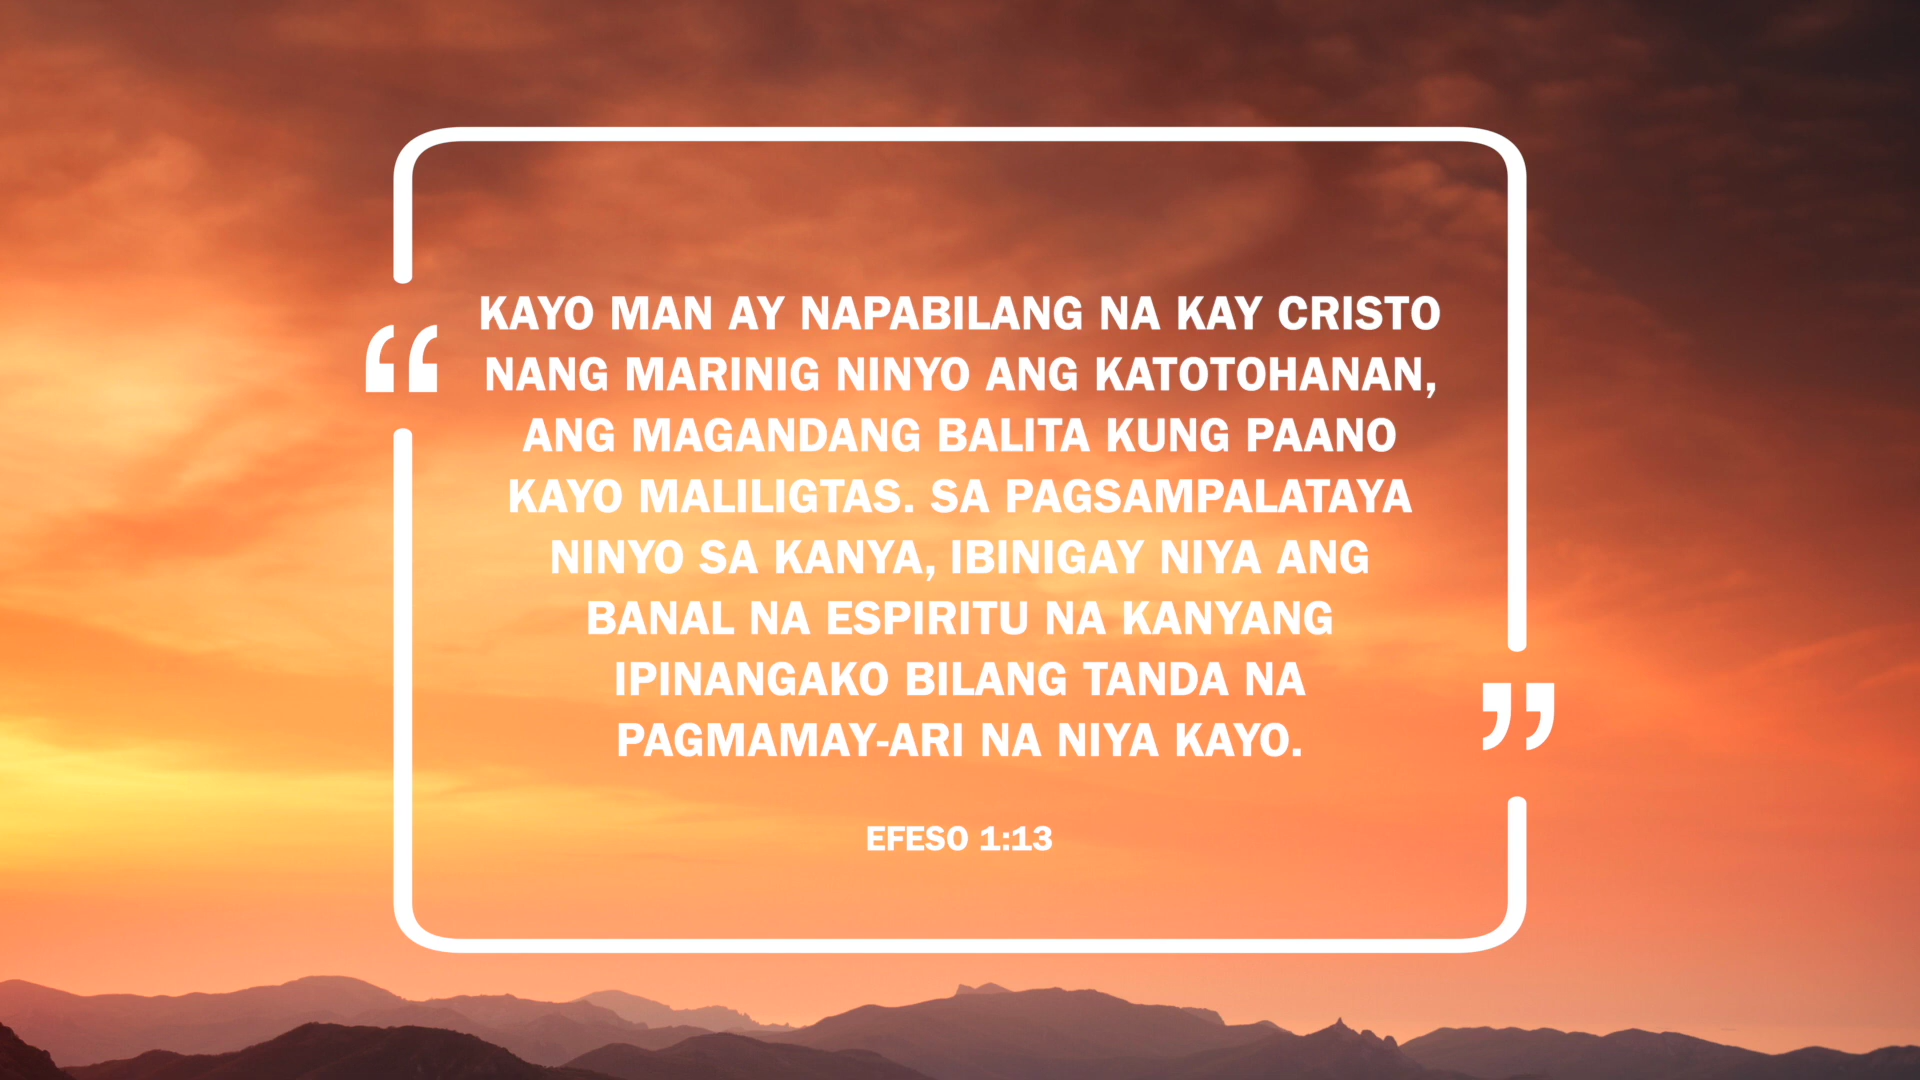 KAYO MAN AY NAPABILANG NA KAY CRISTO
NANG MARINIG NINYO ANG KATOTOHANAN,
ANG MAGANDANG BALITA KUNG PAANO
KAYO MALILIGTAS. SA PAGSAMPALATAYA
NINYO SA KANYA, IBINIGAY NIYA ANG
BANAL NA ESPIRITU NA KANYANG
IPINANGAKO BILANG TANDA NA
PAGMAMAY-ARI NA NIYA KAYO.
EFESO 1:13